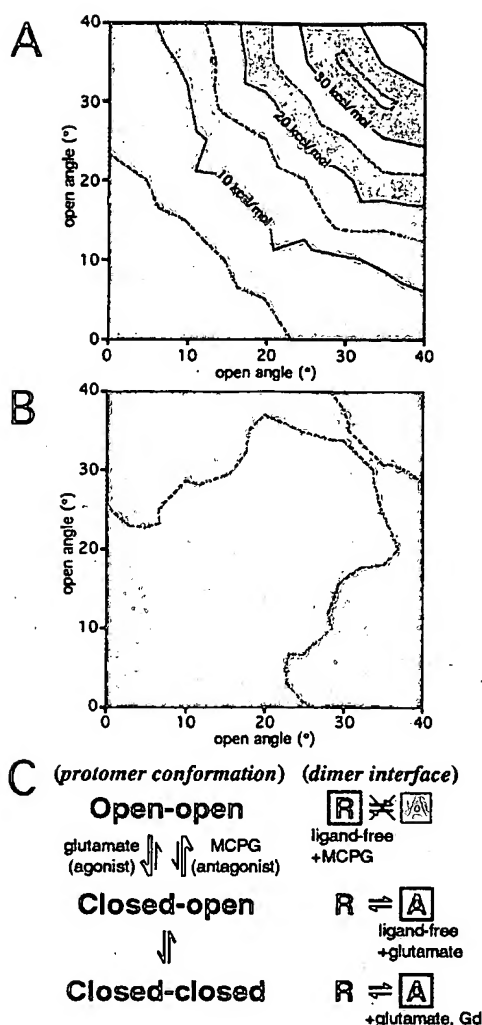 A
40
30
20
10
0
open angle (°)
10 kcal/mol
20 kcal/mol
30 kcal/mol
0 10 20 30 40
open angle (°)
B
40
30
20
10
0
open angle (°)
0 10 20 30 40
open angle (°)
C (protomer conformation) (dimer interface)
Open-open R A
ligand-free
+MCPG
glutamate
(agonist)
MCPG
(antagonist)
Closed-open R ⇌ A
ligand-free
+glutamate
Closed-closed R ⇌ A
+glutamate, Gd